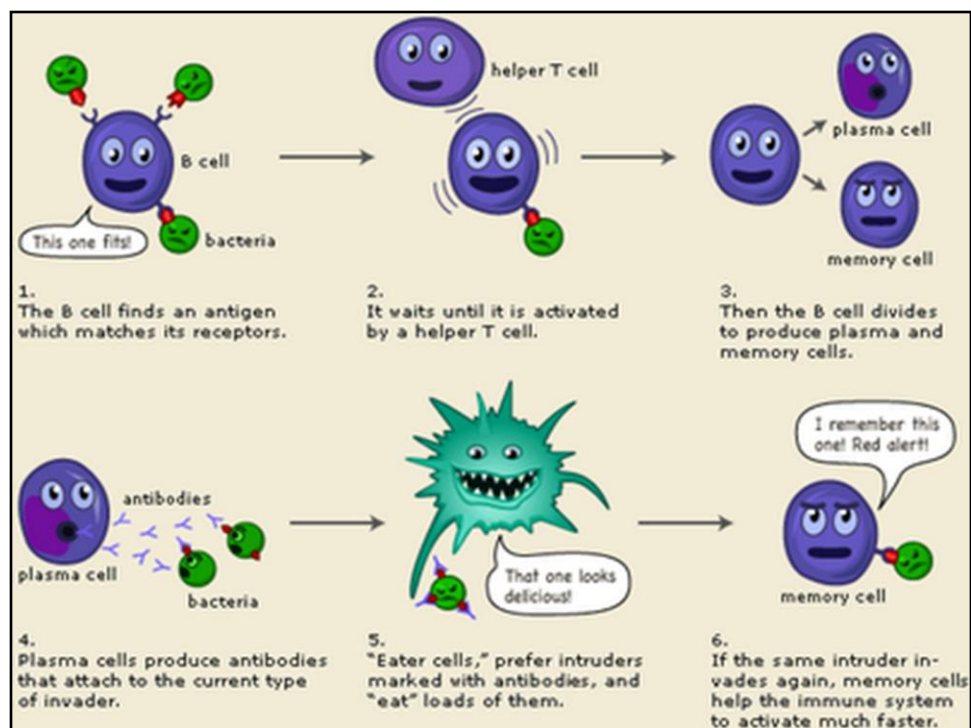 helper T cell
B cell
This one fits!
bacteria
plasma cell
memory cell
1.
The B cell finds an antigen
which matches its receptors.
2.
It waits until it is activated
by a helper T cell.
3.
Then the B cell divides
to produce plasma and
memory cells.
antibodies
plasma cell
bacteria
That one looks
delicious!
I remember this
one! Red alert!
memory cell
4.
Plasma cells produce antibodies
that attach to the current type
of invader.
5.
“Eater cells,” prefer intruders
marked with antibodies, and
“eat” loads of them.
6.
If the same intruder in-
vades again, memory cells
help the immune system
to activate much faster.